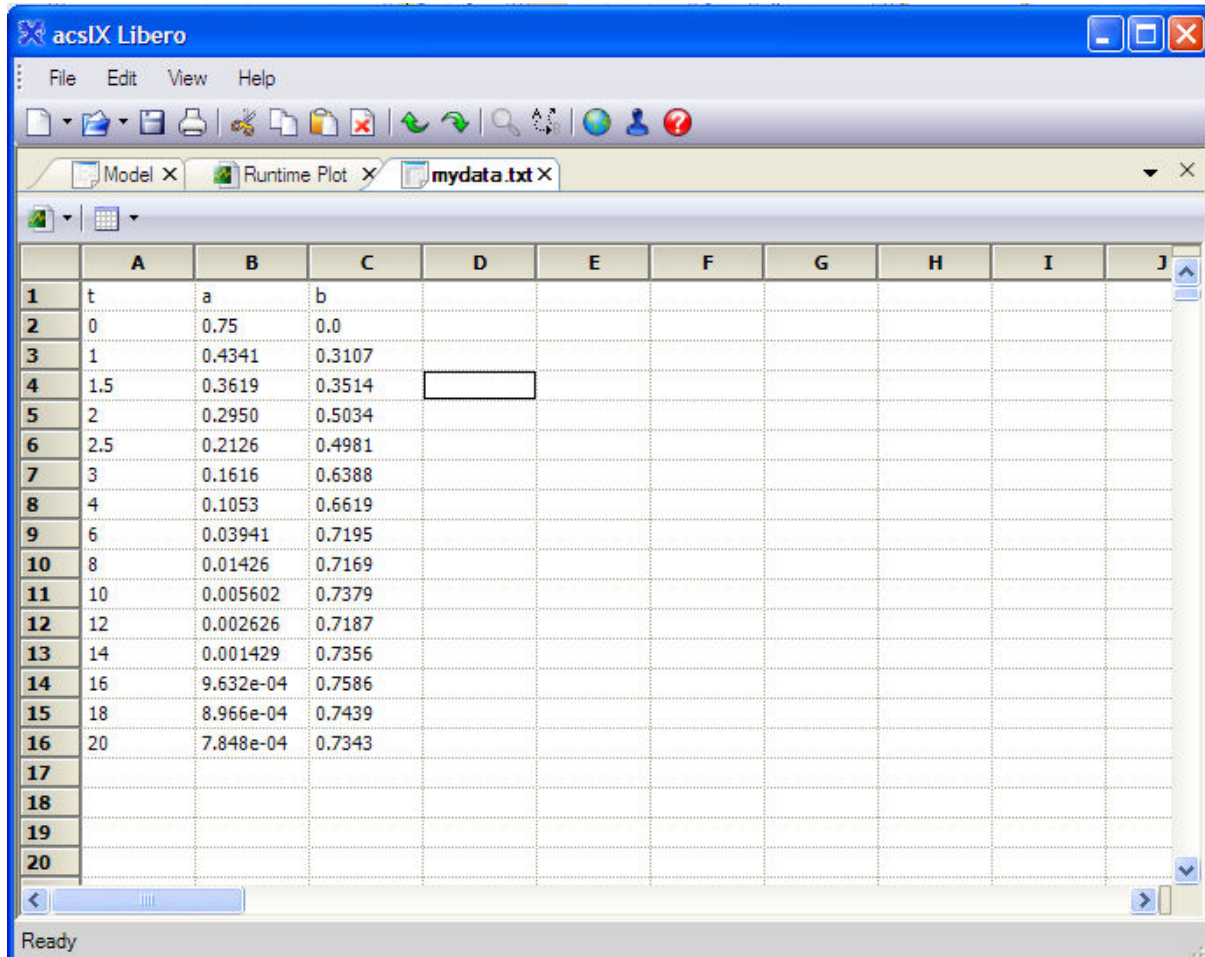 acslX Libero
File Edit View Help
Model Runtime Plot mydata.txt
A B C D E F G H I J
1 t a b
2 0 0.75 0.0
3 1 0.4341 0.3107
4 1.5 0.3619 0.3514
5 2 0.2950 0.5034
6 2.5 0.2126 0.4981
7 3 0.1616 0.6388
8 4 0.1053 0.6619
9 6 0.03941 0.7195
10 8 0.01426 0.7169
11 10 0.005602 0.7379
12 12 0.002626 0.7187
13 14 0.001429 0.7356
14 16 9.632e-04 0.7586
15 18 8.966e-04 0.7439
16 20 7.848e-04 0.7343
17
18
19
20
Ready